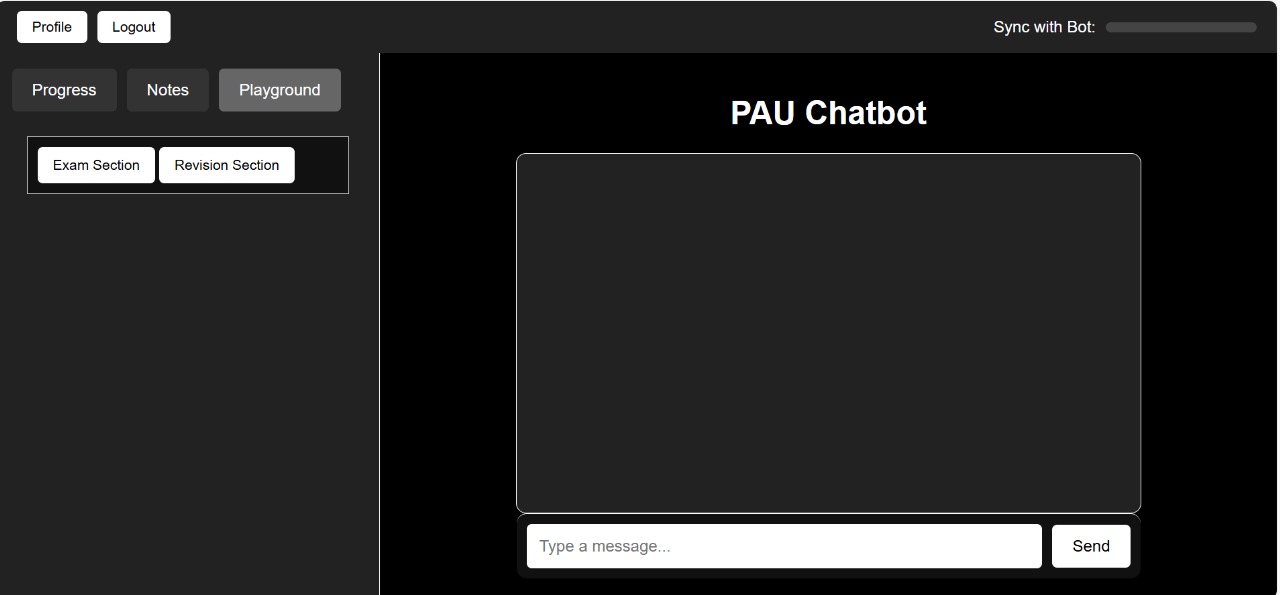 Profile Logout Sync with Bot:
Progress Notes Playground
Exam Section Revision Section
PAU Chatbot
Type a message... Send